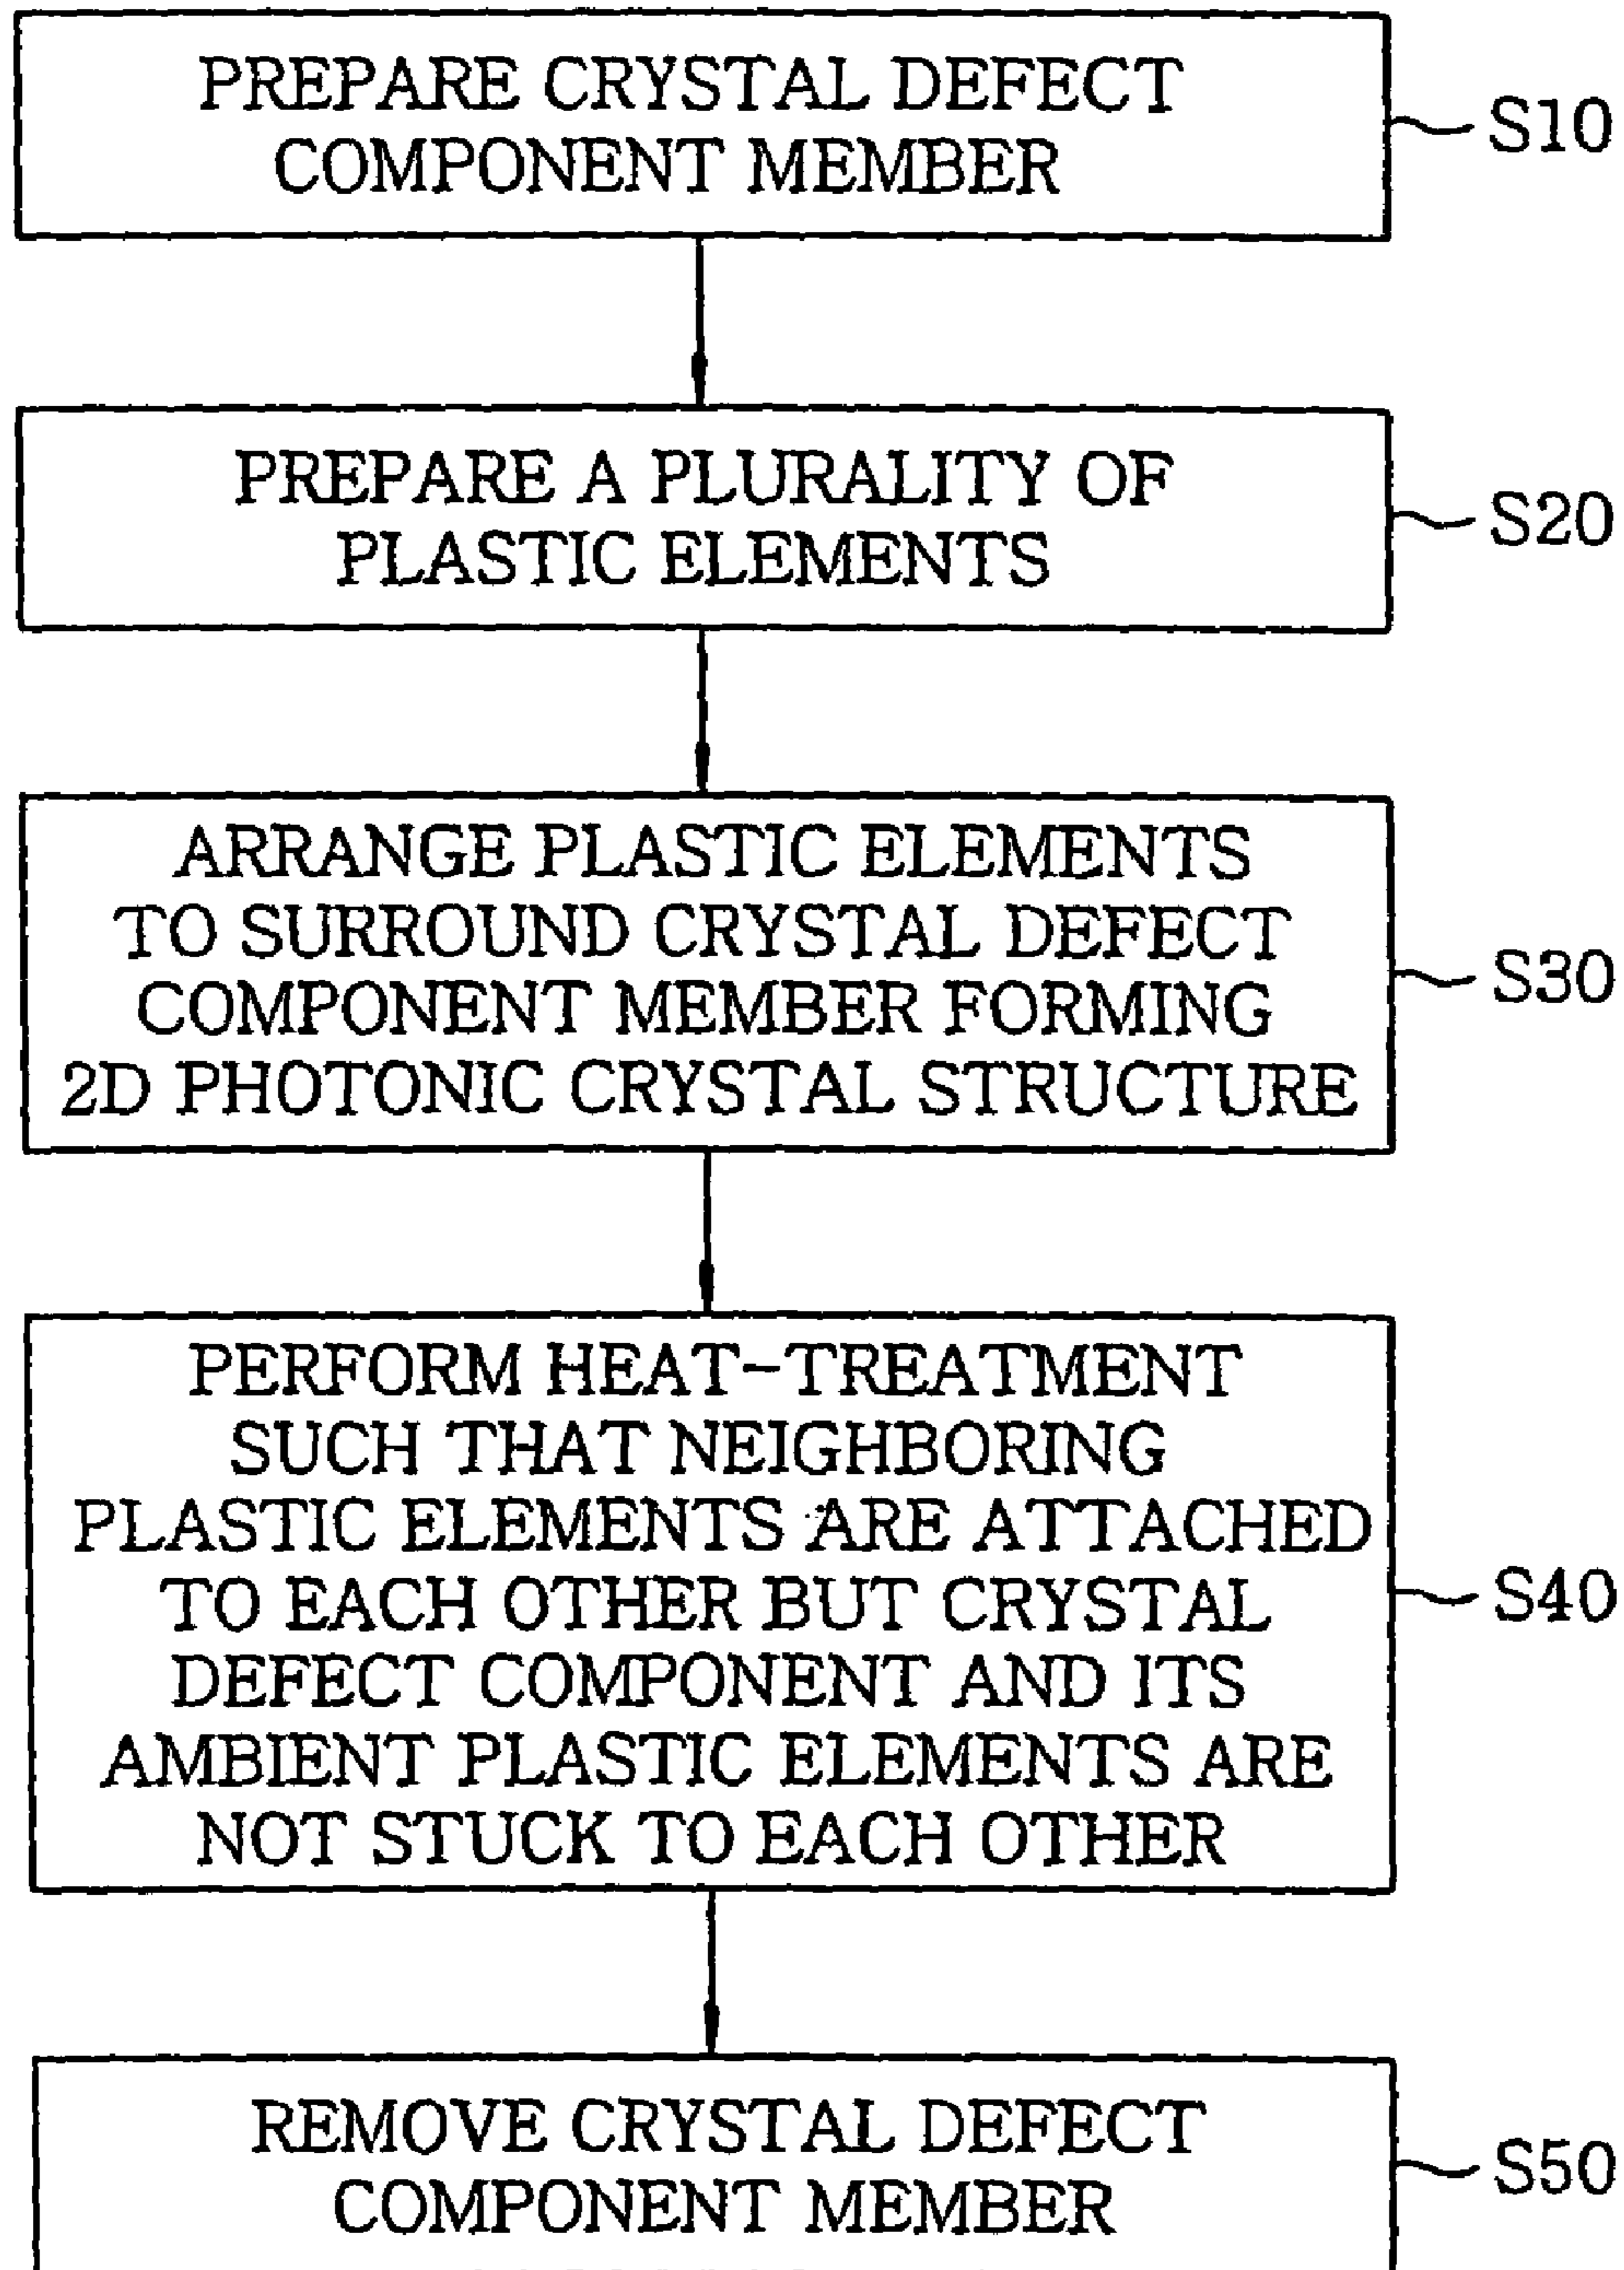 PREPARE CRYSTAL DEFECT
COMPONENT MEMBER
S10
PREPARE A PLURALITY OF
PLASTIC ELEMENTS
S20
ARRANGE PLASTIC ELEMENTS
TO SURROUND CRYSTAL DEFECT
COMPONENT MEMBER FORMING
2D PHOTONIC CRYSTAL STRUCTURE
S30
PERFORM HEAT-TREATMENT
SUCH THAT NEIGHBORING
PLASTIC ELEMENTS ARE ATTACHED
TO EACH OTHER BUT CRYSTAL
DEFECT COMPONENT AND ITS
AMBIENT PLASTIC ELEMENTS ARE
NOT STUCK TO EACH OTHER
S40
REMOVE CRYSTAL DEFECT
COMPONENT MEMBER
S50